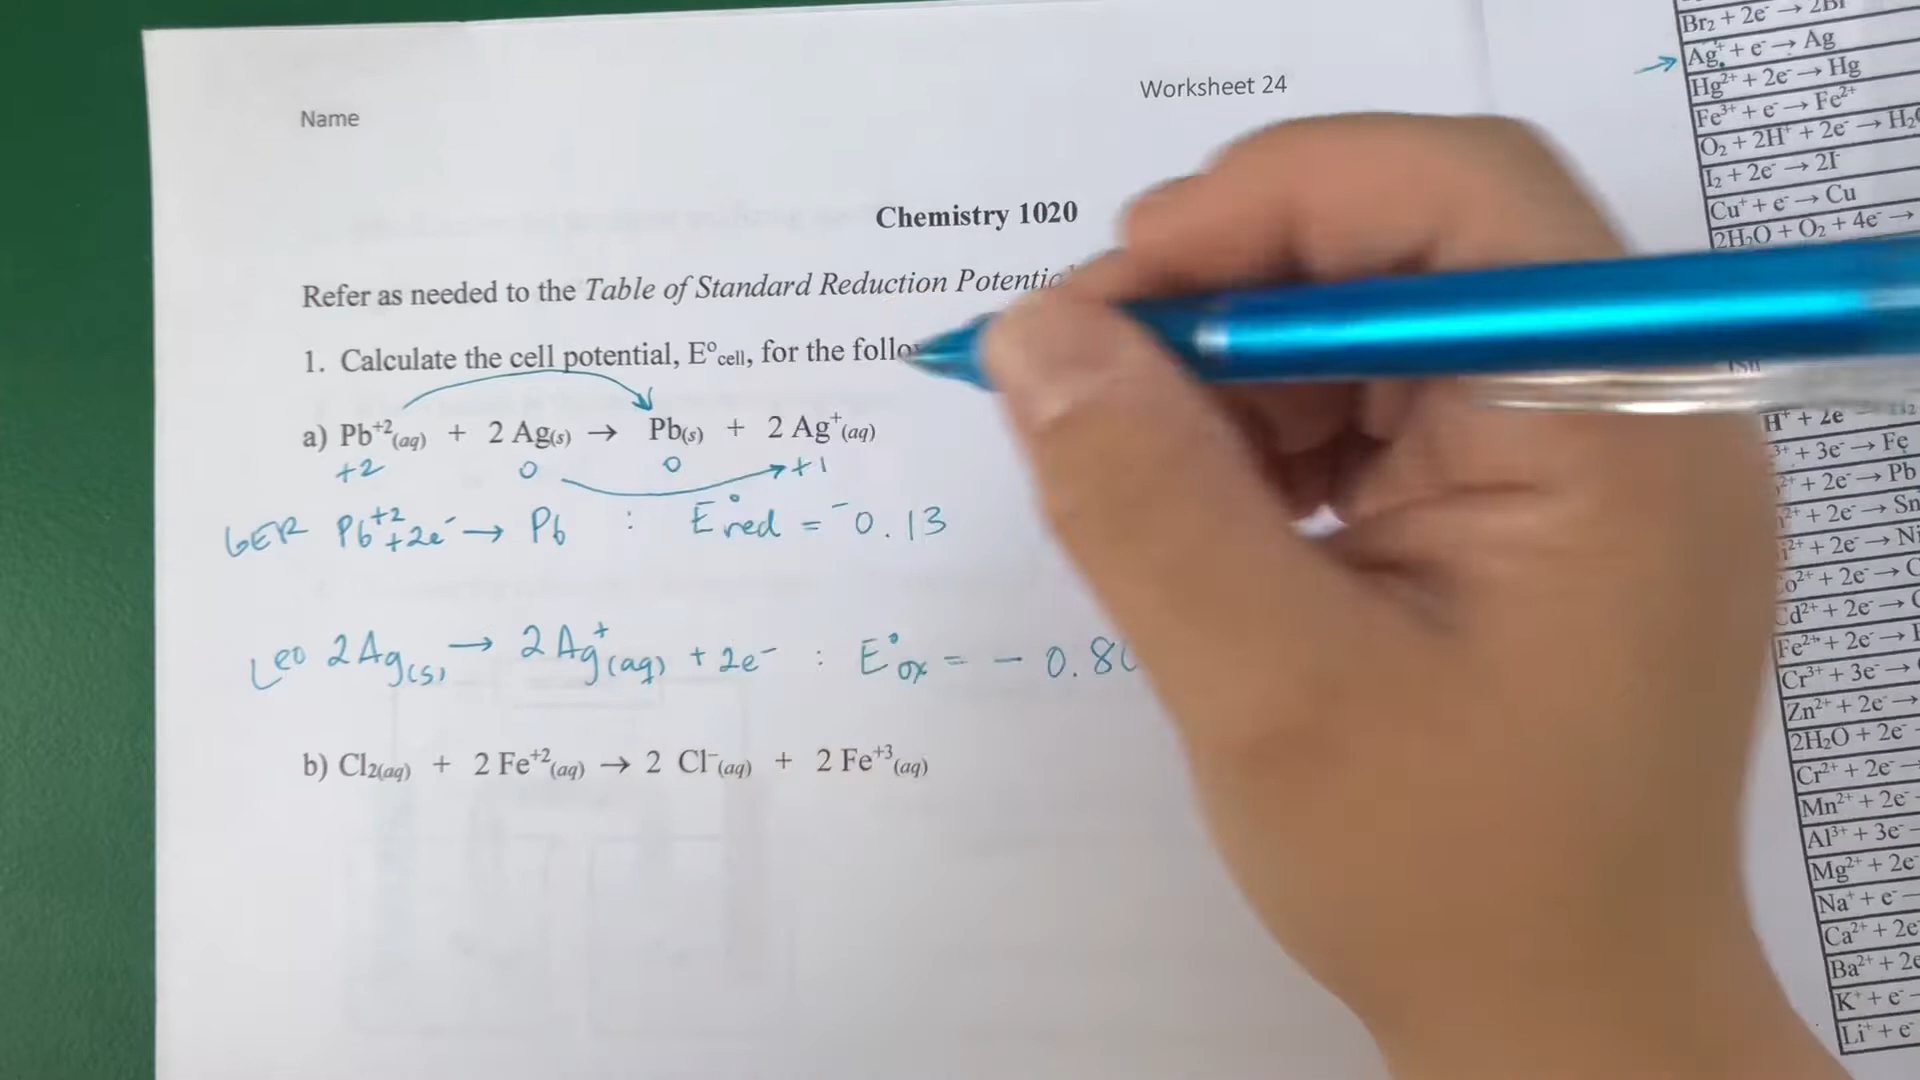 Name
Worksheet 24
Chemistry 1020
Refer as needed to the Table of Standard Reduction
1. Calculate the cell potential, E°cell, for the
a) Pb+2(aq) + 2 Ag(s) → Pb(s) + 2 Ag+(aq)
+2 0 0 +1
GER Pb+2 +2e- → Pb : E°red = -0.13
Leo 2Ag(s) → 2Ag+(aq) + 2e- : E°ox = - 0.8
b) Cl2(aq) + 2 Fe+2(aq) → 2 Cl-(aq) + 2 Fe+3(aq)
Br2 + 2e- →
Ag+ + e- → Ag
Hg2+ + 2e- → Hg
Fe3+ + e- → Fe2+
O2 + 2H+ + 2e- →
I2 + 2e- → 2I-
Cu+ + e- → Cu
2H2O + O2 + 4e- →
H+ + 2e-
3+ + 3e- → Fe
2+ + 2e- → Pb
2+ + 2e- → Sn
2+ + 2e- → Ni
o2+ + 2e- →
Cd2+ + 2e- →
Fe2+ + 2e- →
Cr3+ + 3e- →
Zn2+ + 2e- →
2H2O + 2e-
Cr2+ + 2e- →
Mn2+ + 2e-
Al3+ + 3e-
Mg2+ + 2e-
Na+ + e-
Ca2+ + 2e
Ba2+ + 2e
K+ + e-
Li+ + e-